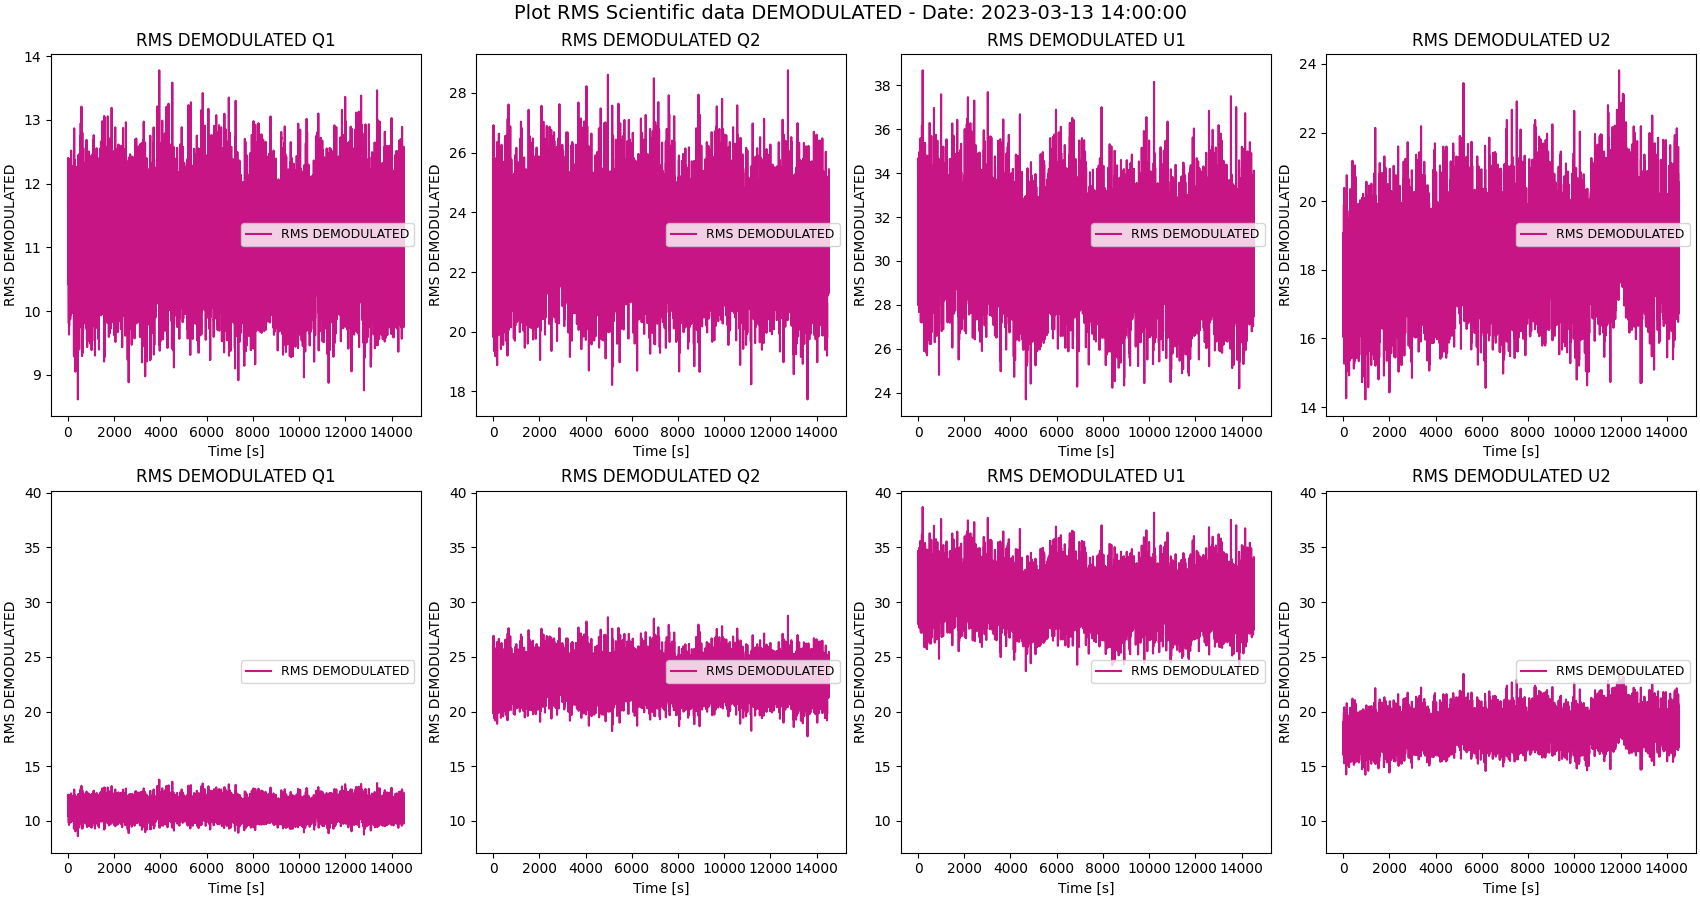 Plot RMS Scientific data DEMODULATED - Date: 2023-03-13 14:00:00
RMS DEMODULATED Q1
RMS DEMODULATED
14
13
12
11
10
9
RMS DEMODULATED
0 2000 4000 6000 8000 10000 12000 14000
Time [s]
RMS DEMODULATED Q2
RMS DEMODULATED
28
26
24
22
20
18
RMS DEMODULATED
0 2000 4000 6000 8000 10000 12000 14000
Time [s]
RMS DEMODULATED U1
RMS DEMODULATED
38
36
34
32
30
28
26
24
RMS DEMODULATED
0 2000 4000 6000 8000 10000 12000 14000
Time [s]
RMS DEMODULATED U2
RMS DEMODULATED
24
22
20
18
16
14
RMS DEMODULATED
0 2000 4000 6000 8000 10000 12000 14000
Time [s]
RMS DEMODULATED Q1
RMS DEMODULATED
40
35
30
25
20
15
10
RMS DEMODULATED
0 2000 4000 6000 8000 10000 12000 14000
Time [s]
RMS DEMODULATED Q2
RMS DEMODULATED
40
35
30
25
20
15
10
RMS DEMODULATED
0 2000 4000 6000 8000 10000 12000 14000
Time [s]
RMS DEMODULATED U1
RMS DEMODULATED
40
35
30
25
20
15
10
RMS DEMODULATED
0 2000 4000 6000 8000 10000 12000 14000
Time [s]
RMS DEMODULATED U2
RMS DEMODULATED
40
35
30
25
20
15
10
RMS DEMODULATED
0 2000 4000 6000 8000 10000 12000 14000
Time [s]